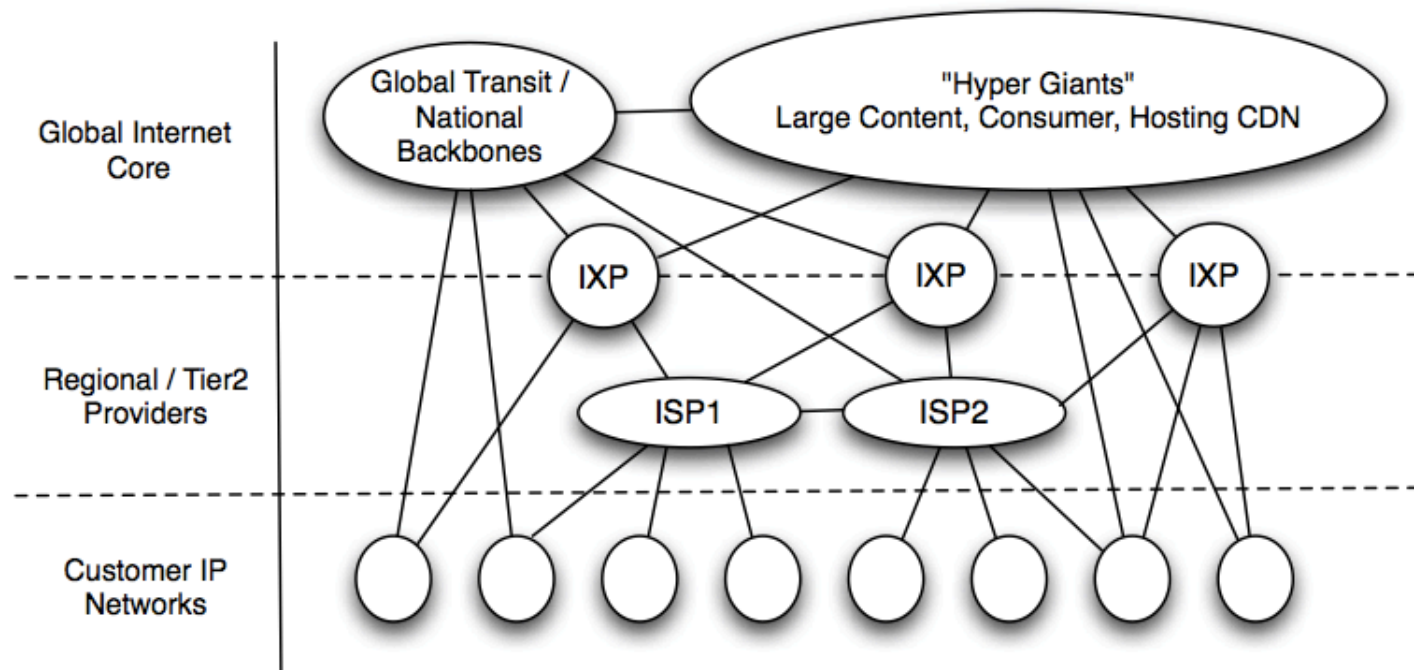 Global Transit /
National
Backbones
"Hyper Giants"
Large Content, Consumer, Hosting CDN
Global Internet
Core
IXP
IXP
IXP
Regional / Tier2
Providers
ISP1
ISP2
Customer IP
Networks